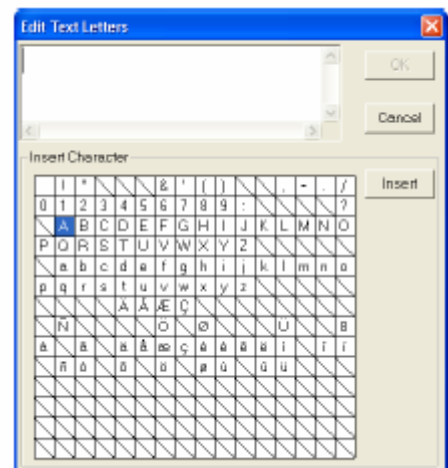 Edit Text Letters
OK
Cancel
Insert Character
Insert
! " & ' ( ) , - . /
0 1 2 3 4 5 6 7 8 9 : ?
A B C D E F G H I J K L M N O
P Q R S T U V W X Y Z
a b c d e f g h i j k l m n o
p q r s t u v w x y z
Ä Å Æ Ç
Ñ Ö Ø Ü ß